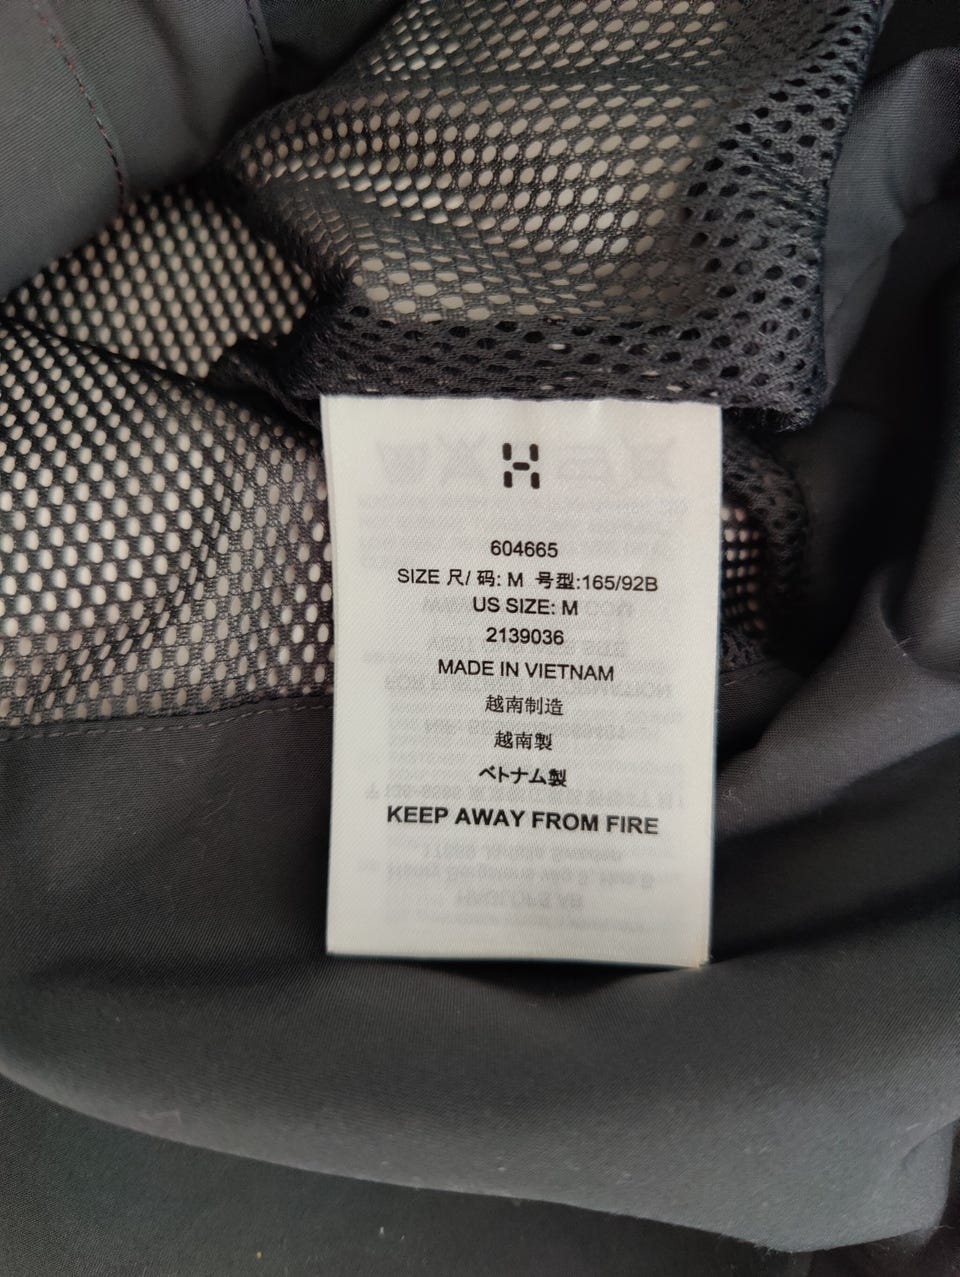 H
604665
SIZE 尺/ 码: M 号型:165/92B
US SIZE: M
2139036
MADE IN VIETNAM
越南制造
越南製
ベトナム製
KEEP AWAY FROM FIRE